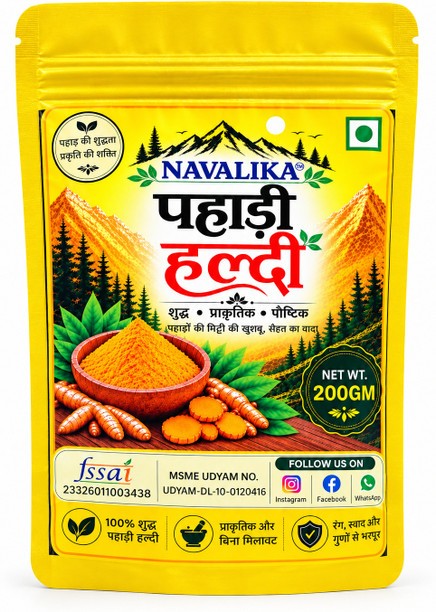 पहाड़ की शुद्धता
प्रकृति की शक्ति
NAVALIKA™
पहाड़ी
हल्दी
शुद्ध • प्राकृतिक • पौष्टिक
पहाड़ों की मिट्टी की खुशबू, सेहत का वादा
NET WT.
200GM
fssai
23326011003438
MSME UDYAM NO.
UDYAM-DL-10-0120416
FOLLOW US ON
Instagram
Facebook
WhatsApp
100% शुद्ध
पहाड़ी हल्दी
प्राकृतिक और
बिना मिलावट
रंग, स्वाद और
गुणों से भरपूर